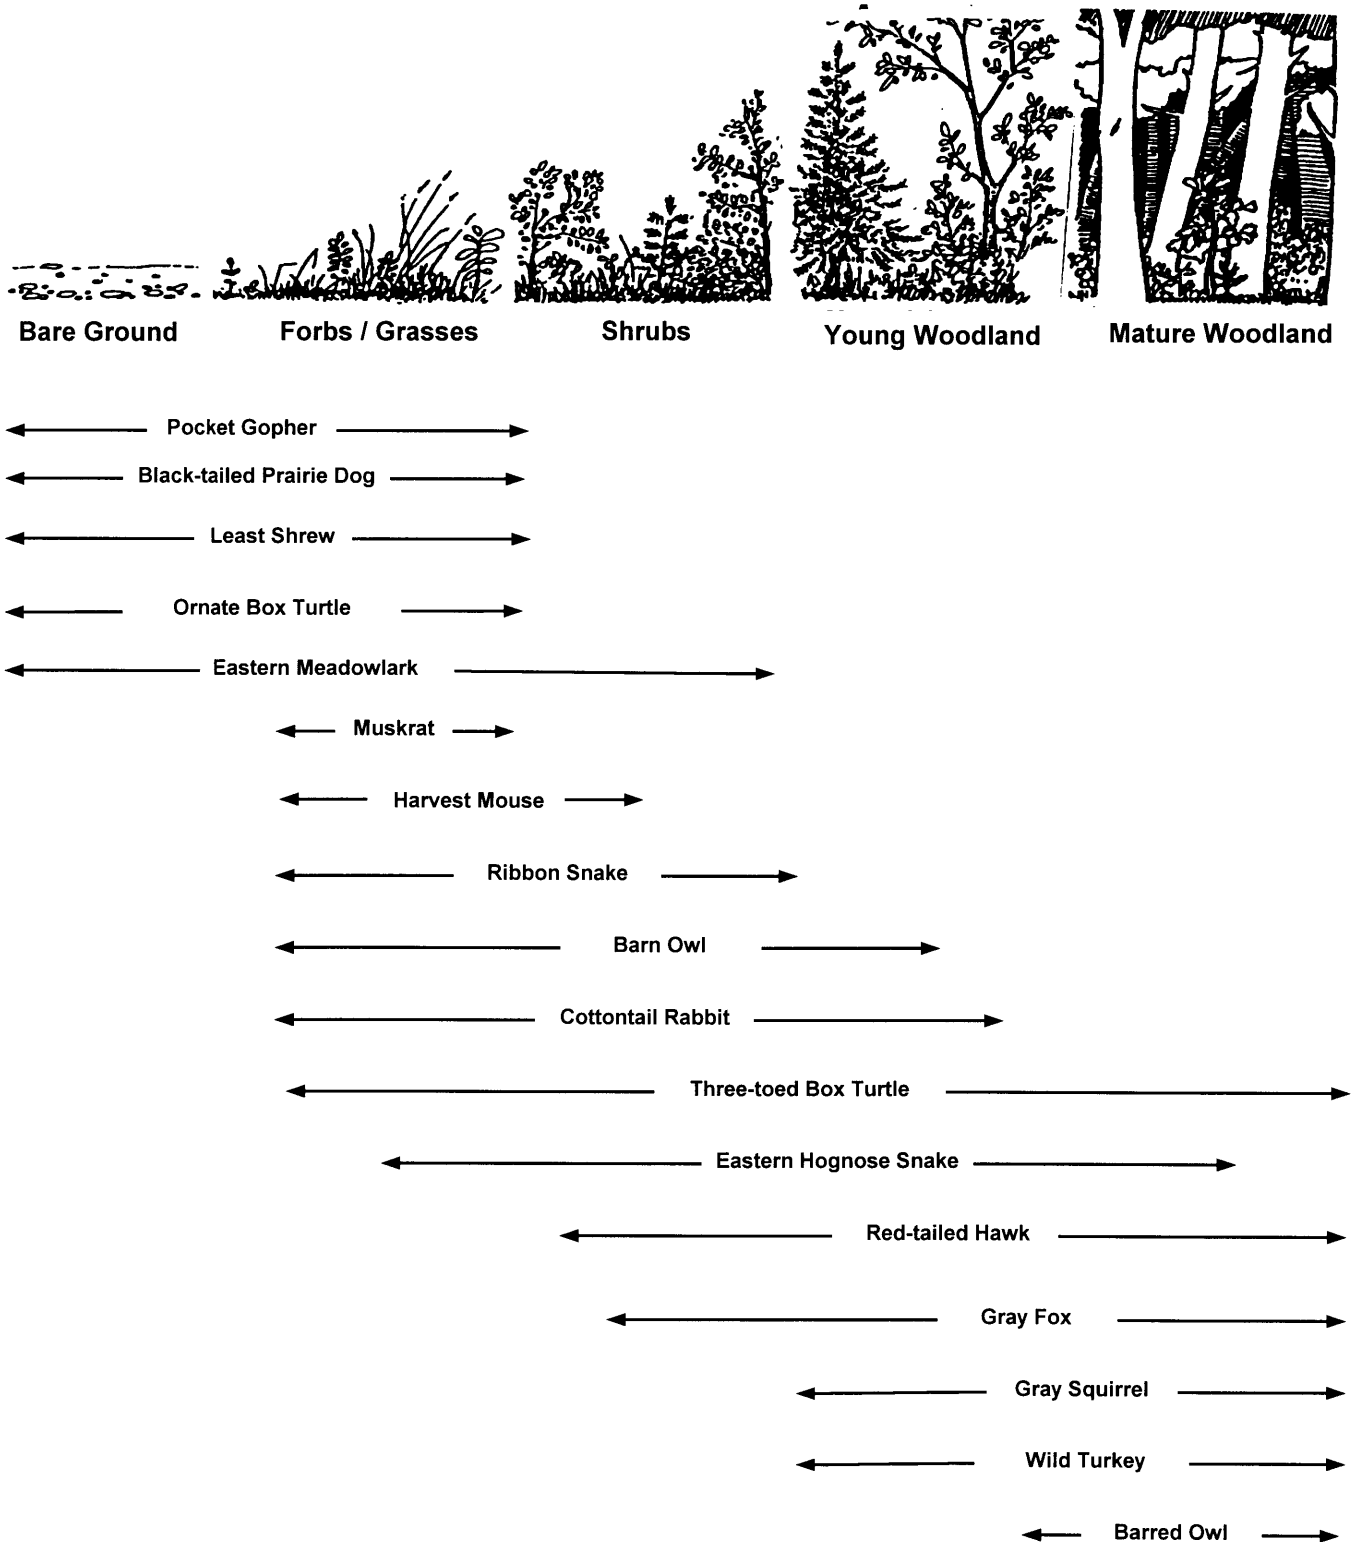 Bare Ground Forbs / Grasses Shrubs Young Woodland Mature Woodland
Pocket Gopher
Black-tailed Prairie Dog
Least Shrew
Ornate Box Turtle
Eastern Meadowlark
Muskrat
Harvest Mouse
Ribbon Snake
Barn Owl
Cottontail Rabbit
Three-toed Box Turtle
Eastern Hognose Snake
Red-tailed Hawk
Gray Fox
Gray Squirrel
Wild Turkey
Barred Owl